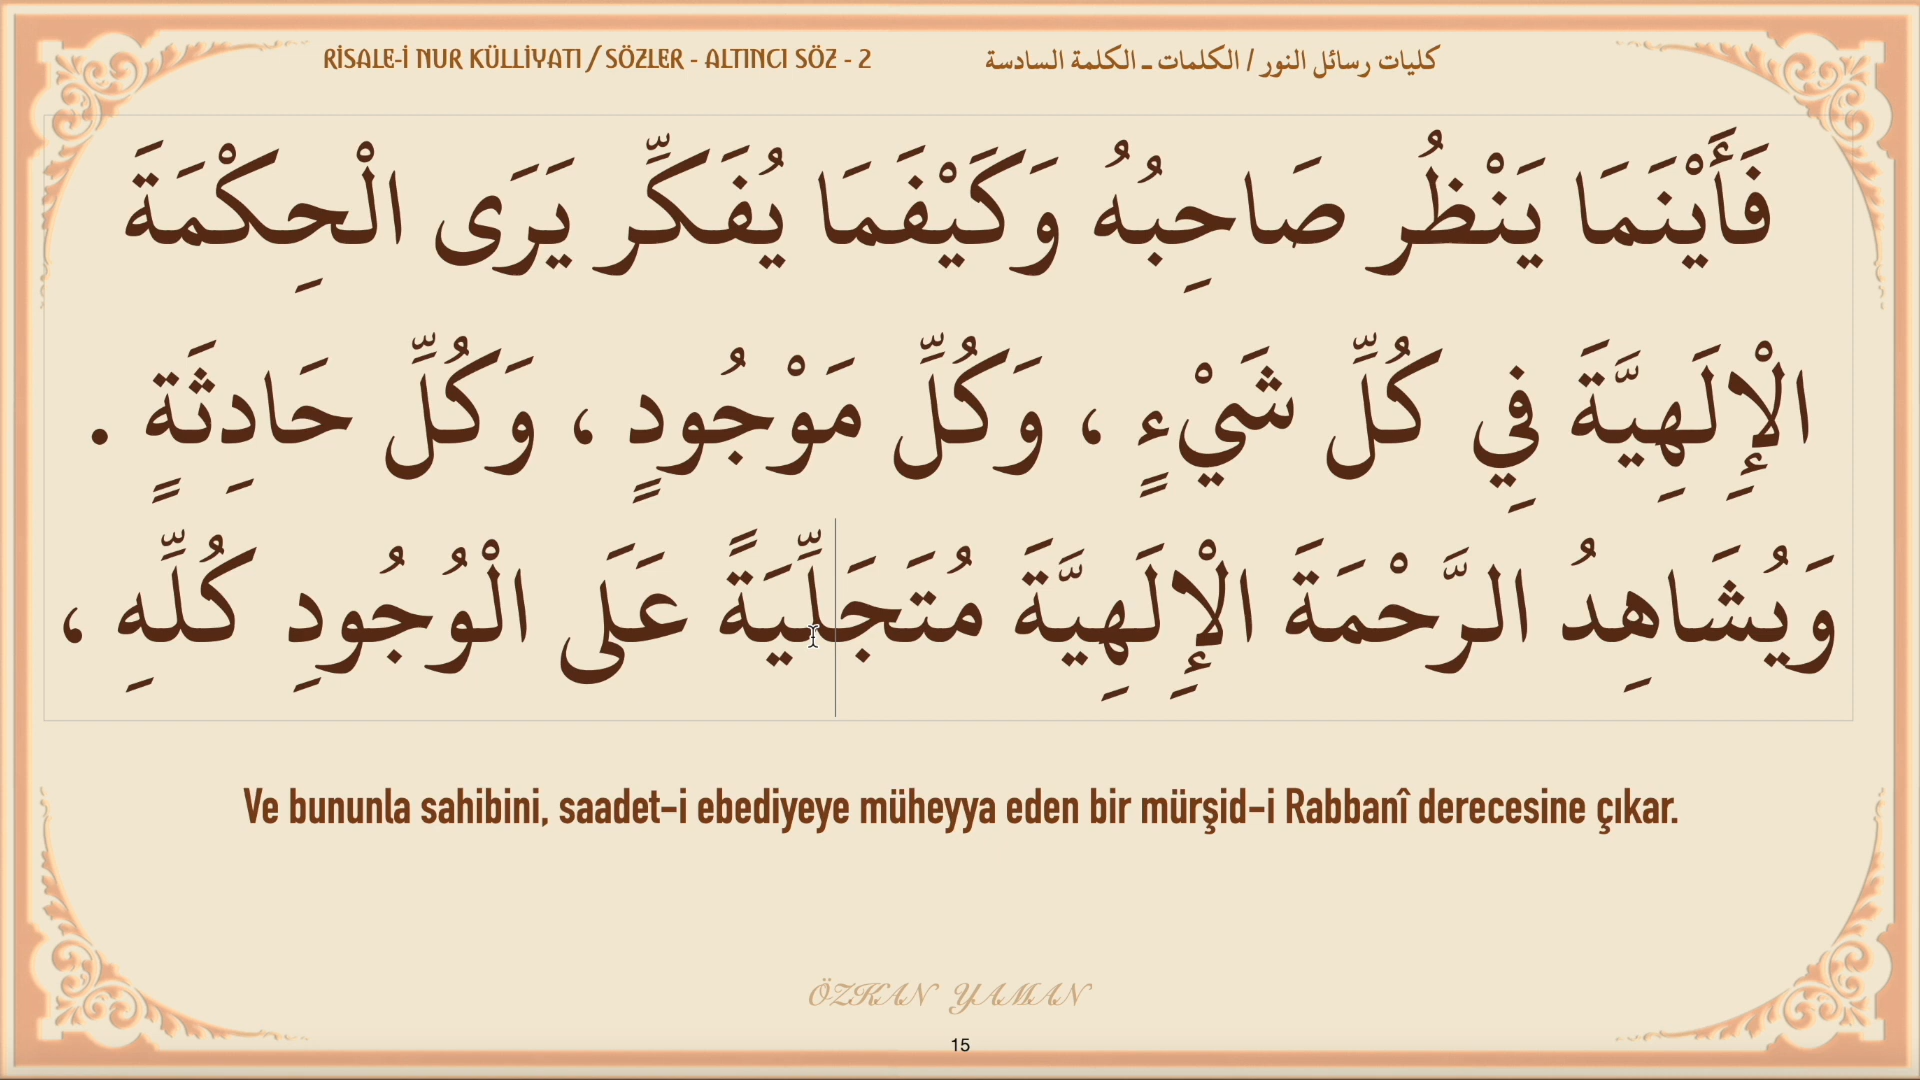 RİSALE-İ NUR KÜLLİYATI / SÖZLER - ALTINCI SÖZ - 2
كليات رسائل النور / الكلمات ـ الكلمة السادسة
فَأَيْنَمَا يَنْظُر صَاحِبُهُ وَكَيْفَمَا يُفَكِّر يَرَى الْحِكْمَةَ
الْإِلَهِيَّةَ فِي كُلِّ شَيْءٍ ، وَكُلِّ مَوْجُودٍ ، وَكُلِّ حَادِثَةٍ .
وَيُشَاهِدُ الرَّحْمَةَ الْإِلَهِيَّةَ مُتَجَلِّيَةً عَلَى الْوُجُودِ كُلِّهِ ،
Ve bununla sahibini, saadet-i ebediyeye müheyya eden bir mürşid-i Rabbanî derecesine çıkar.
ÖZKAN YAMAN
15